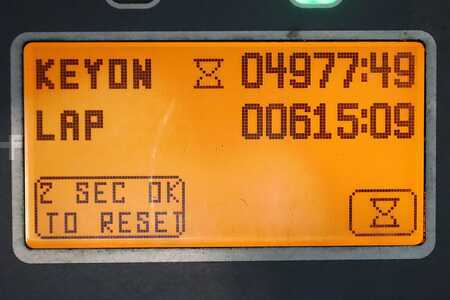 KEYON 04977:49
LAP 00615:09
2 SEC OK
TO RESET